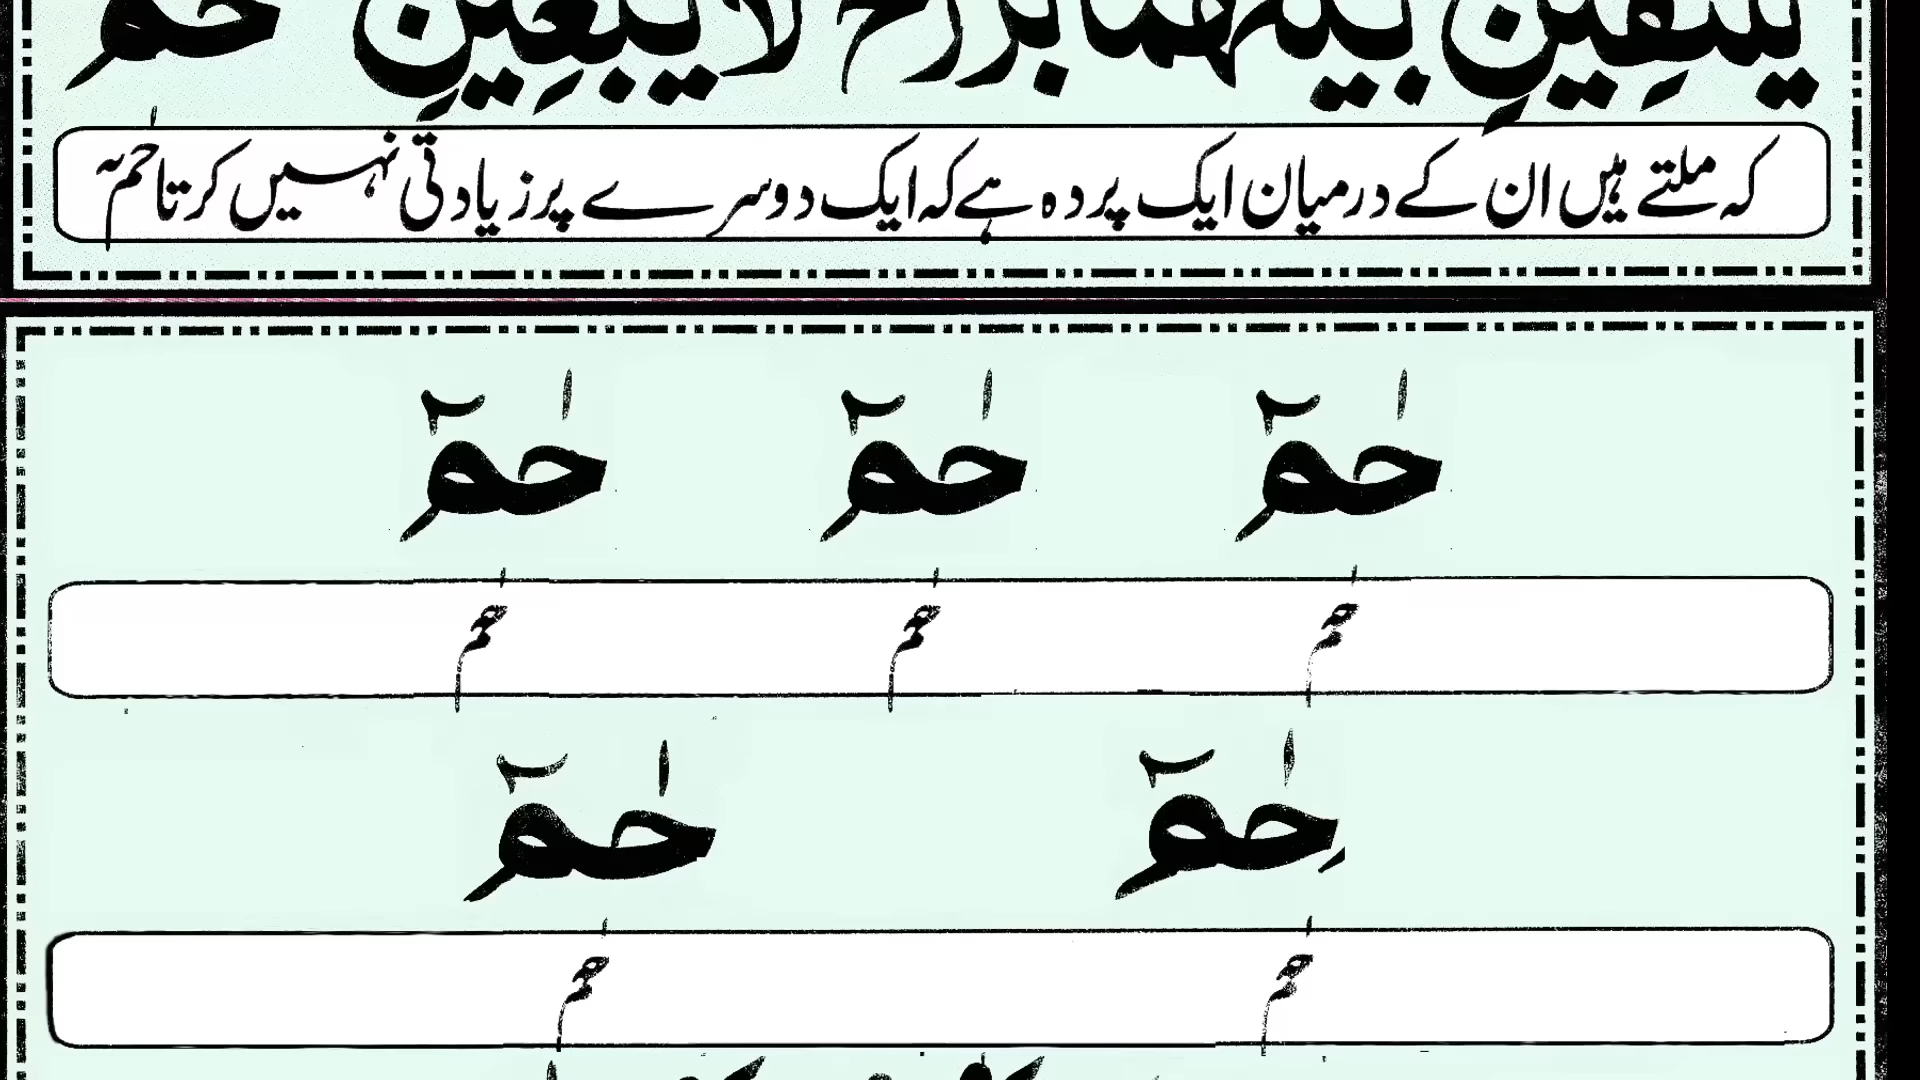 يَلْتَقِيٰنِ بَيْنَهُمَا بَرْزَخٌ لَّا يَبْغِيٰنِ حٰمٓ
کہ ملتے ہیں ان کے درمیان ایک پردہ ہے کہ ایک دوسرے پر زیادتی نہیں کرتا حٰم
حٰمٓ حٰمٓ حٰمٓ
حٰم حٰم حٰم
حٰمٓ حٰمٓ
حٰم حٰم